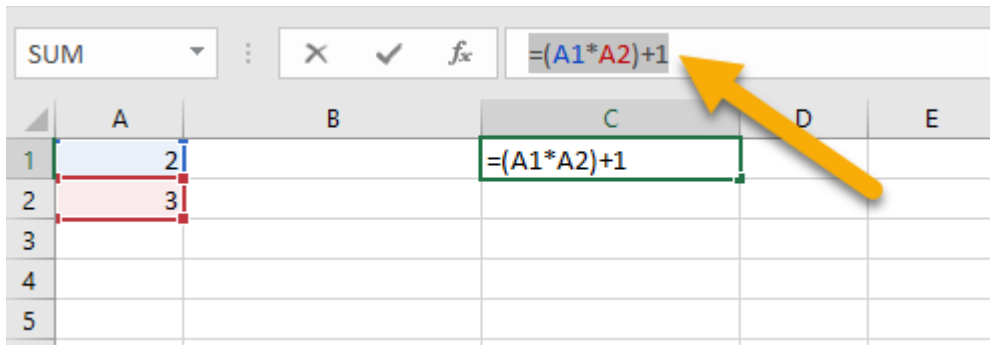 SUM fx =(A1*A2)+1
A B C D E
1 2 =(A1*A2)+1
2 3
3
4
5